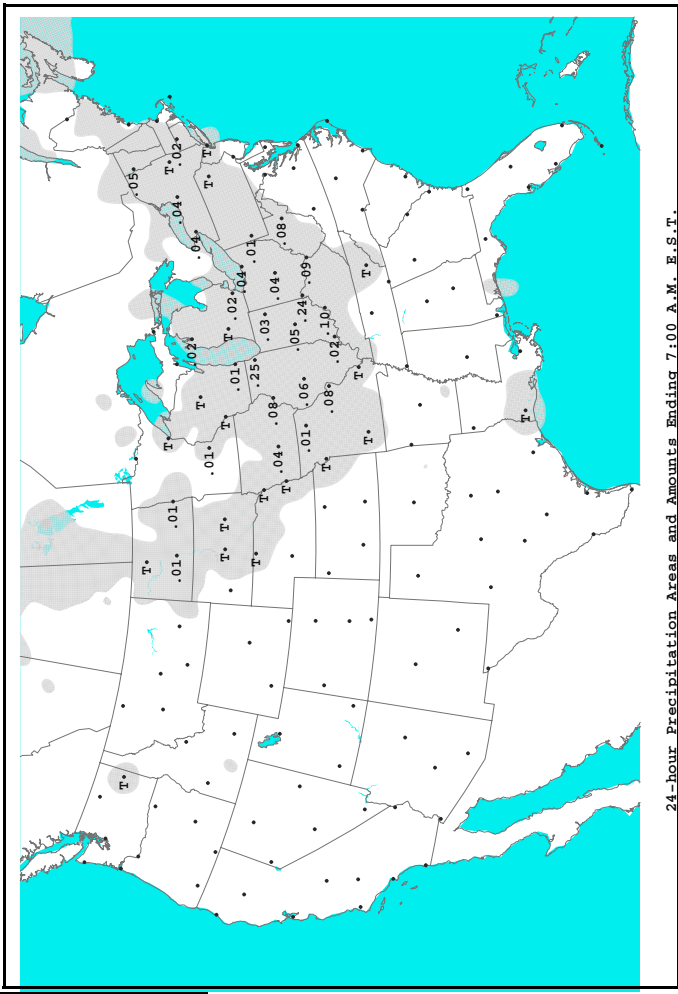 T
.05
T
T
T
.01
.01
.04
.02
.02
.04
T
T
T
.01
T
T
T
T
.02
.01
.04
.01
T
.25
T
.03
.08
.04
.04
.08
T
.05
.24
.06
.01
.09
.10
T
.08
.02
T
T
T
T
24-hour Precipitation Areas and Amounts Ending 7:00 A.M. E.S.T.